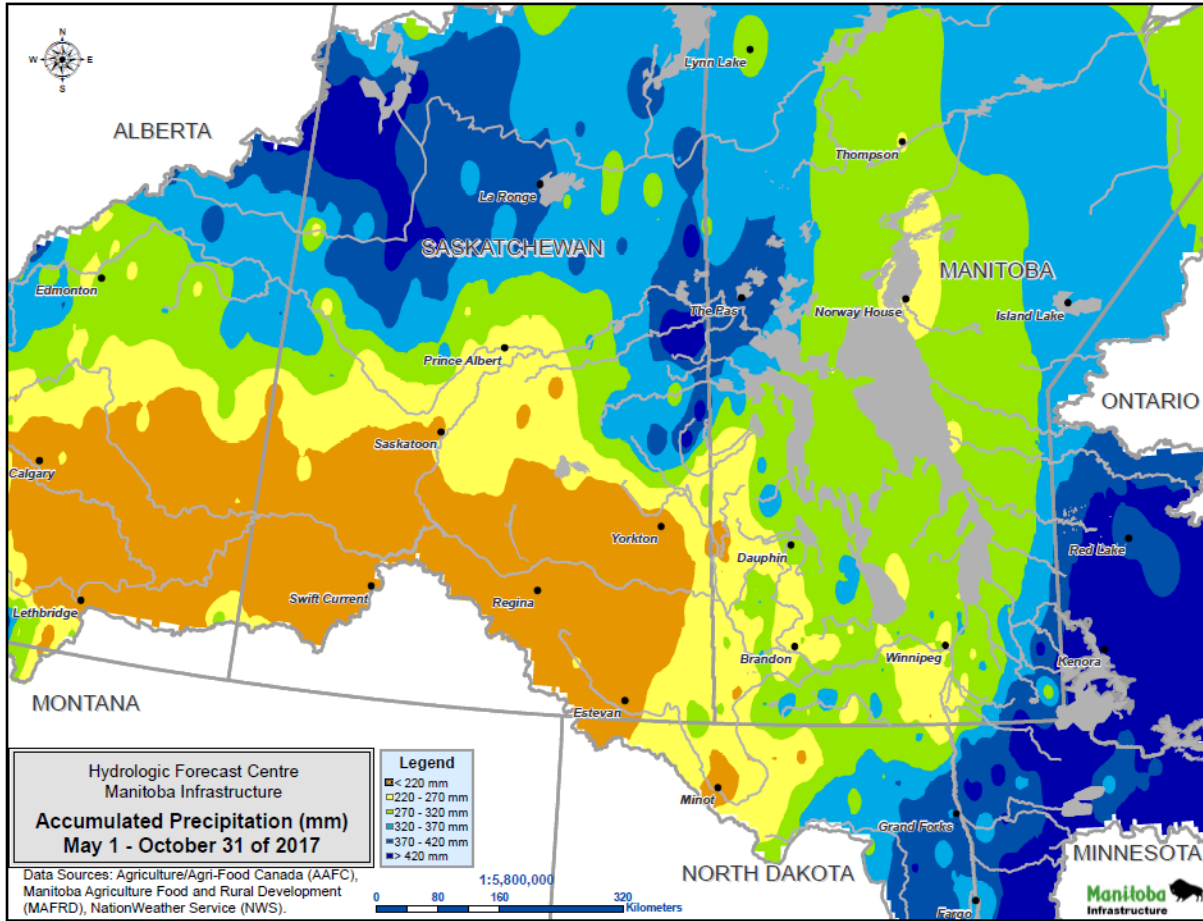 N
W E
S
Lynn Lake
ALBERTA
Thompson
La Ronge
SASKATCHEWAN
MANITOBA
Edmonton
The Pas
Norway House
Island Lake
Prince Albert
ONTARIO
Saskatoon
Calgary
Yorkton
Dauphin
Red Lake
Swift Current
Regina
Lethbridge
Brandon
Winnipeg
Kenora
MONTANA
Estevan
Minot
Grand Forks
MINNESOTA
NORTH DAKOTA
Fargo
Hydrologic Forecast Centre
Manitoba Infrastructure
Accumulated Precipitation (mm)
May 1 - October 31 of 2017
Legend
< 220 mm
220 - 270 mm
270 - 320 mm
320 - 370 mm
370 - 420 mm
> 420 mm
Data Sources: Agriculture/Agri-Food Canada (AAFC),
Manitoba Agriculture Food and Rural Development
(MAFRD), NationWeather Service (NWS).
1:5,800,000
0 80 160 320
Kilometers
Manitoba
Infrastructure